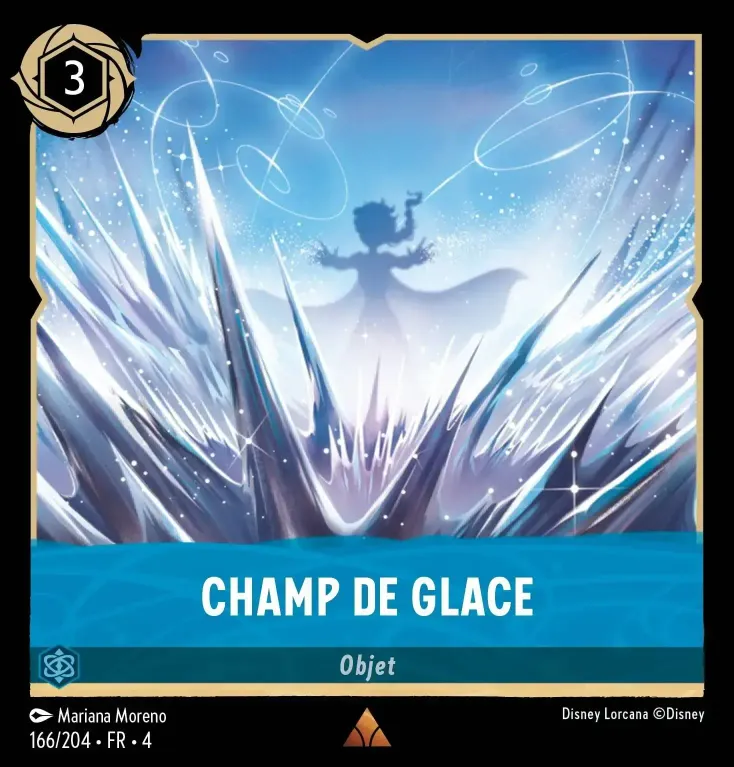 3
CHAMP DE GLACE
Objet
Mariana Moreno
Disney Lorcana ©Disney
166/204 • FR • 4